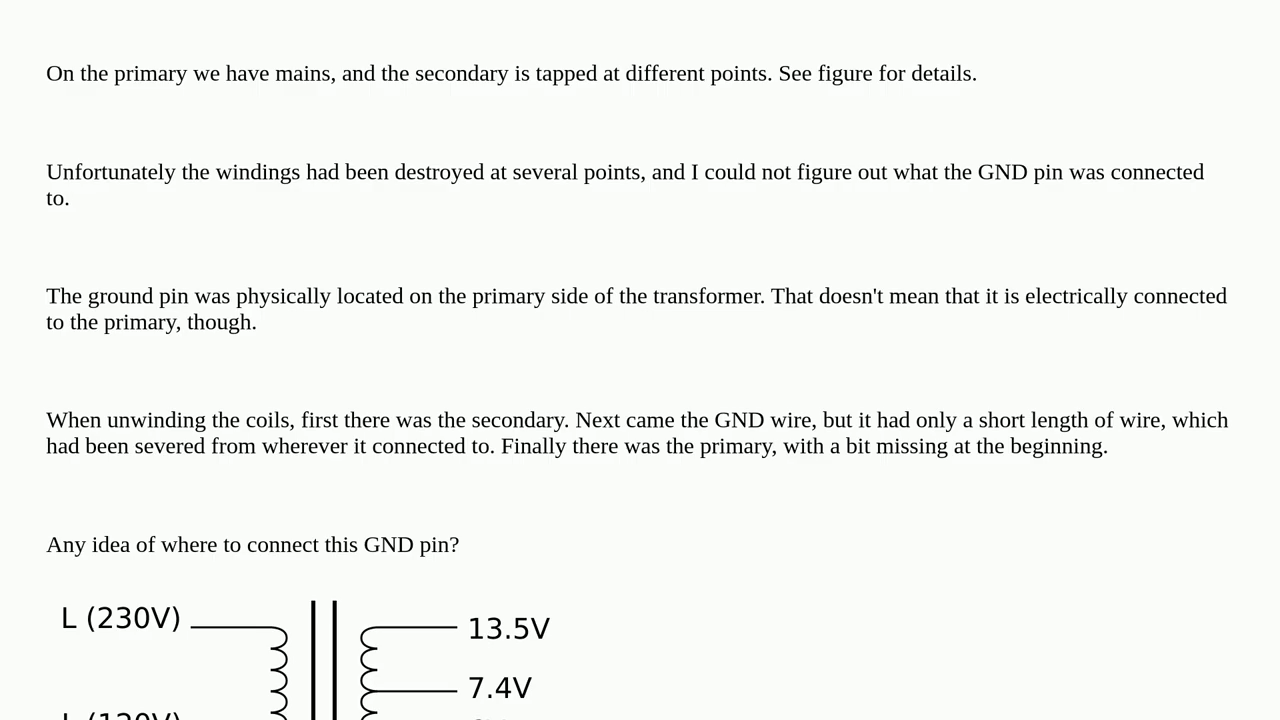 On the primary we have mains, and the secondary is tapped at different points. See figure for details.
Unfortunately the windings had been destroyed at several points, and I could not figure out what the GND pin was connected
to.
The ground pin was physically located on the primary side of the transformer. That doesn't mean that it is electrically connected
to the primary, though.
When unwinding the coils, first there was the secondary. Next came the GND wire, but it had only a short length of wire, which
had been severed from wherever it connected to. Finally there was the primary, with a bit missing at the beginning.
Any idea of where to connect this GND pin?
L (230V)
13.5V
7.4V